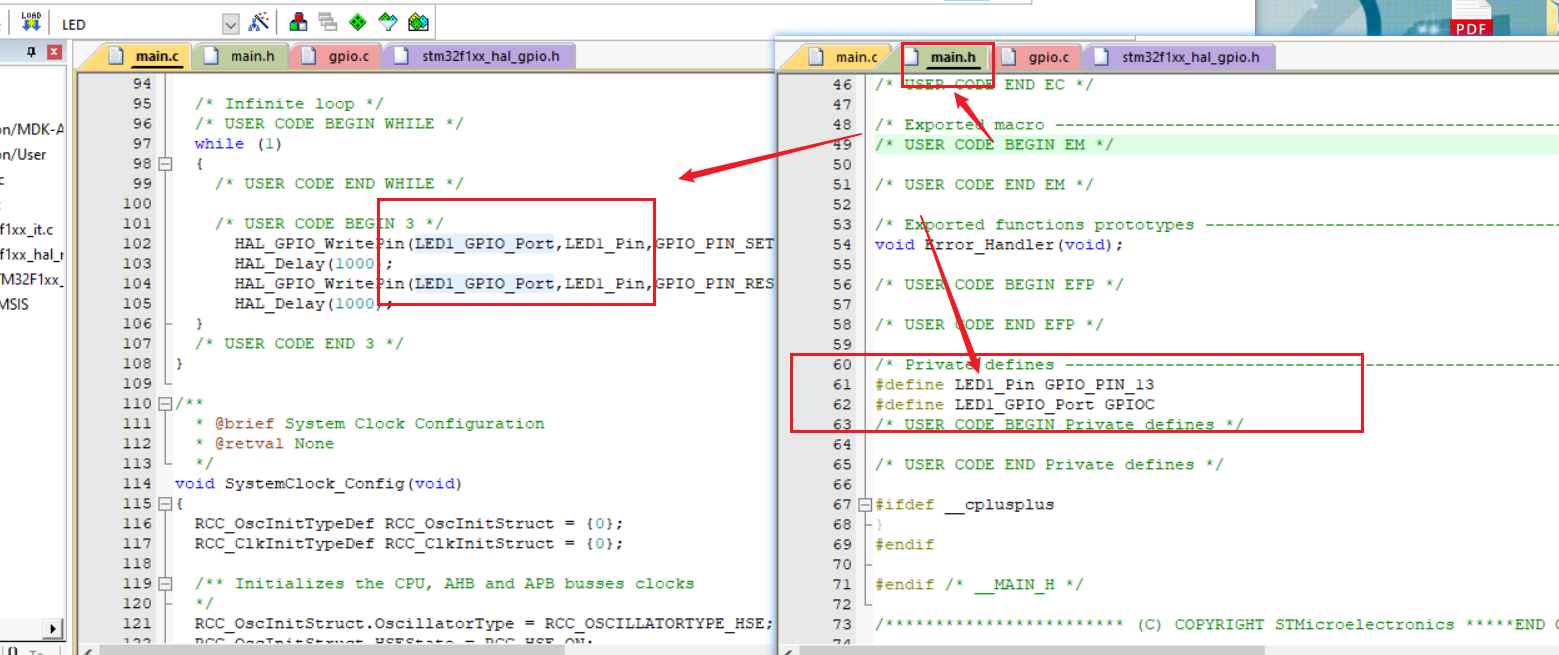 LOAD
LED
PDF
on/MDK-A
on/User
f1xx_it.c
f1xx_hal_r
TM32F1xx_
MSIS
main.c
main.h
gpio.c
stm32f1xx_hal_gpio.h
94
95 /* Infinite loop */
96 /* USER CODE BEGIN WHILE */
97 while (1)
98 {
99 /* USER CODE END WHILE */
100
101 /* USER CODE BEGIN 3 */
102 HAL_GPIO_WritePin(LED1_GPIO_Port,LED1_Pin,GPIO_PIN_SET
103 HAL_Delay(1000);
104 HAL_GPIO_WritePin(LED1_GPIO_Port,LED1_Pin,GPIO_PIN_RES
105 HAL_Delay(1000);
106 }
107 /* USER CODE END 3 */
108 }
109
110 /**
111 * @brief System Clock Configuration
112 * @retval None
113 */
114 void SystemClock_Config(void)
115 {
116 RCC_OscInitTypeDef RCC_OscInitStruct = {0};
117 RCC_ClkInitTypeDef RCC_ClkInitStruct = {0};
118
119 /** Initializes the CPU, AHB and APB busses clocks
120 */
121 RCC_OscInitStruct.OscillatorType = RCC_OSCILLATORTYPE_HSE;
122 RCC_OscInitStruct.HSEState = RCC_HSE_ON;
main.c
main.h
gpio.c
stm32f1xx_hal_gpio.h
46 /* USER CODE END EC */
47
48 /* Exported macro ------------------------------------------------------------
49 /* USER CODE BEGIN EM */
50
51 /* USER CODE END EM */
52
53 /* Exported functions prototypes ---------------------------------------------
54 void Error_Handler(void);
55
56 /* USER CODE BEGIN EFP */
57
58 /* USER CODE END EFP */
59
60 /* Private defines -----------------------------------------------------------
61 #define LED1_Pin GPIO_PIN_13
62 #define LED1_GPIO_Port GPIOC
63 /* USER CODE BEGIN Private defines */
64
65 /* USER CODE END Private defines */
66
67 #ifdef __cplusplus
68 }
69 #endif
70
71 #endif /* __MAIN_H */
72
73 /************************ (C) COPYRIGHT STMicroelectronics *****END
74